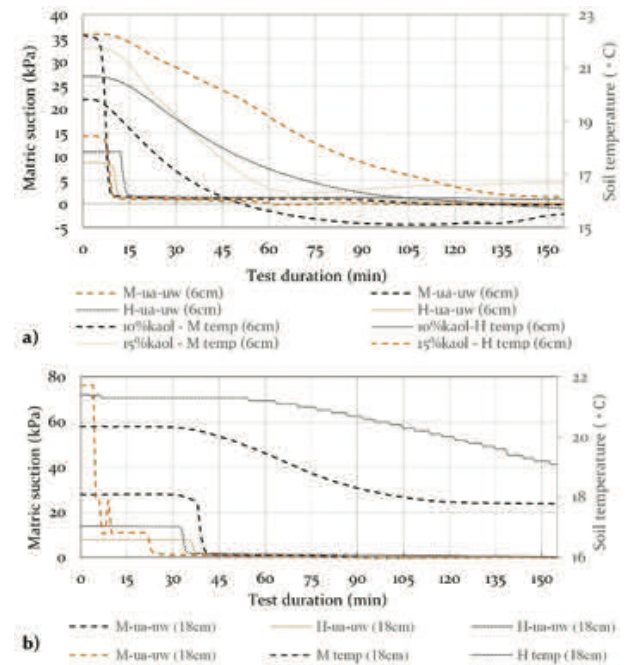 40
35
30
25
20
15
10
5
0
-5
Matric suction (kPa)
22
21
19
18
17
16
15
Soil temperature ( ° C)
0 15 30 45 60 75 90 105 120 135 150
Test duration (min)
M-ua-uw (6cm) M-ua-uw (6cm)
H-ua-uw (6cm) H-ua-uw (6cm)
10%kaol - M temp (6cm) 10%kaol-H temp (6cm)
15%kaol - M temp (6cm) 15%kaol - H temp (6cm)
a)
80
60
40
20
0
Matric suction (kPa)
22
20
18
16
Soil temperature ( ° C)
0 15 30 45 60 75 90 105 120 135 150
Test duration (min)
M-ua-uw (18cm) H-ua-uw (18cm) H-ua-uw (18cm)
M-ua-uw (18cm) M temp (18cm) H temp (18cm)
b)